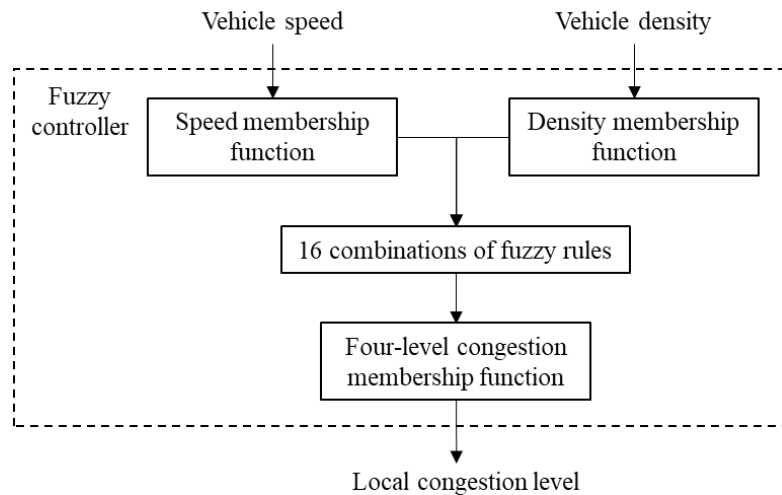 Vehicle speed
Vehicle density
Fuzzy
controller
Speed membership
function
Density membership
function
16 combinations of fuzzy rules
Four-level congestion
membership function
Local congestion level